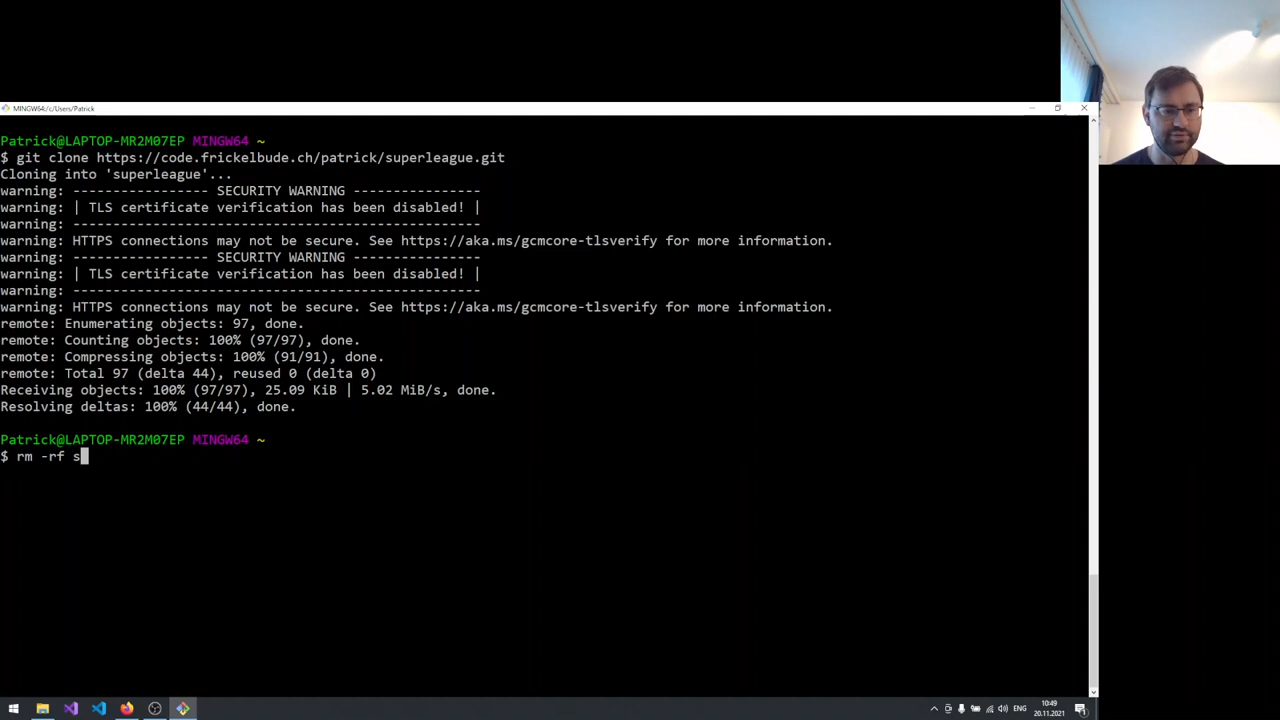 MINGW64:/c/Users/Patrick
Patrick@LAPTOP-MR2M07EP MINGW64 ~
$ git clone https://code.frickelbude.ch/patrick/superleague.git
Cloning into 'superleague'...
warning: ----------------- SECURITY WARNING ----------------
warning: | TLS certificate verification has been disabled! |
warning: ---------------------------------------------------
warning: HTTPS connections may not be secure. See https://aka.ms/gcmcore-tlsverify for more information.
warning: ----------------- SECURITY WARNING ----------------
warning: | TLS certificate verification has been disabled! |
warning: ---------------------------------------------------
warning: HTTPS connections may not be secure. See https://aka.ms/gcmcore-tlsverify for more information.
remote: Enumerating objects: 97, done.
remote: Counting objects: 100% (97/97), done.
remote: Compressing objects: 100% (91/91), done.
remote: Total 97 (delta 44), reused 0 (delta 0)
Receiving objects: 100% (97/97), 25.09 KiB | 5.02 MiB/s, done.
Resolving deltas: 100% (44/44), done.
Patrick@LAPTOP-MR2M07EP MINGW64 ~
$ rm -rf s
ENG
10:49
20.11.2021